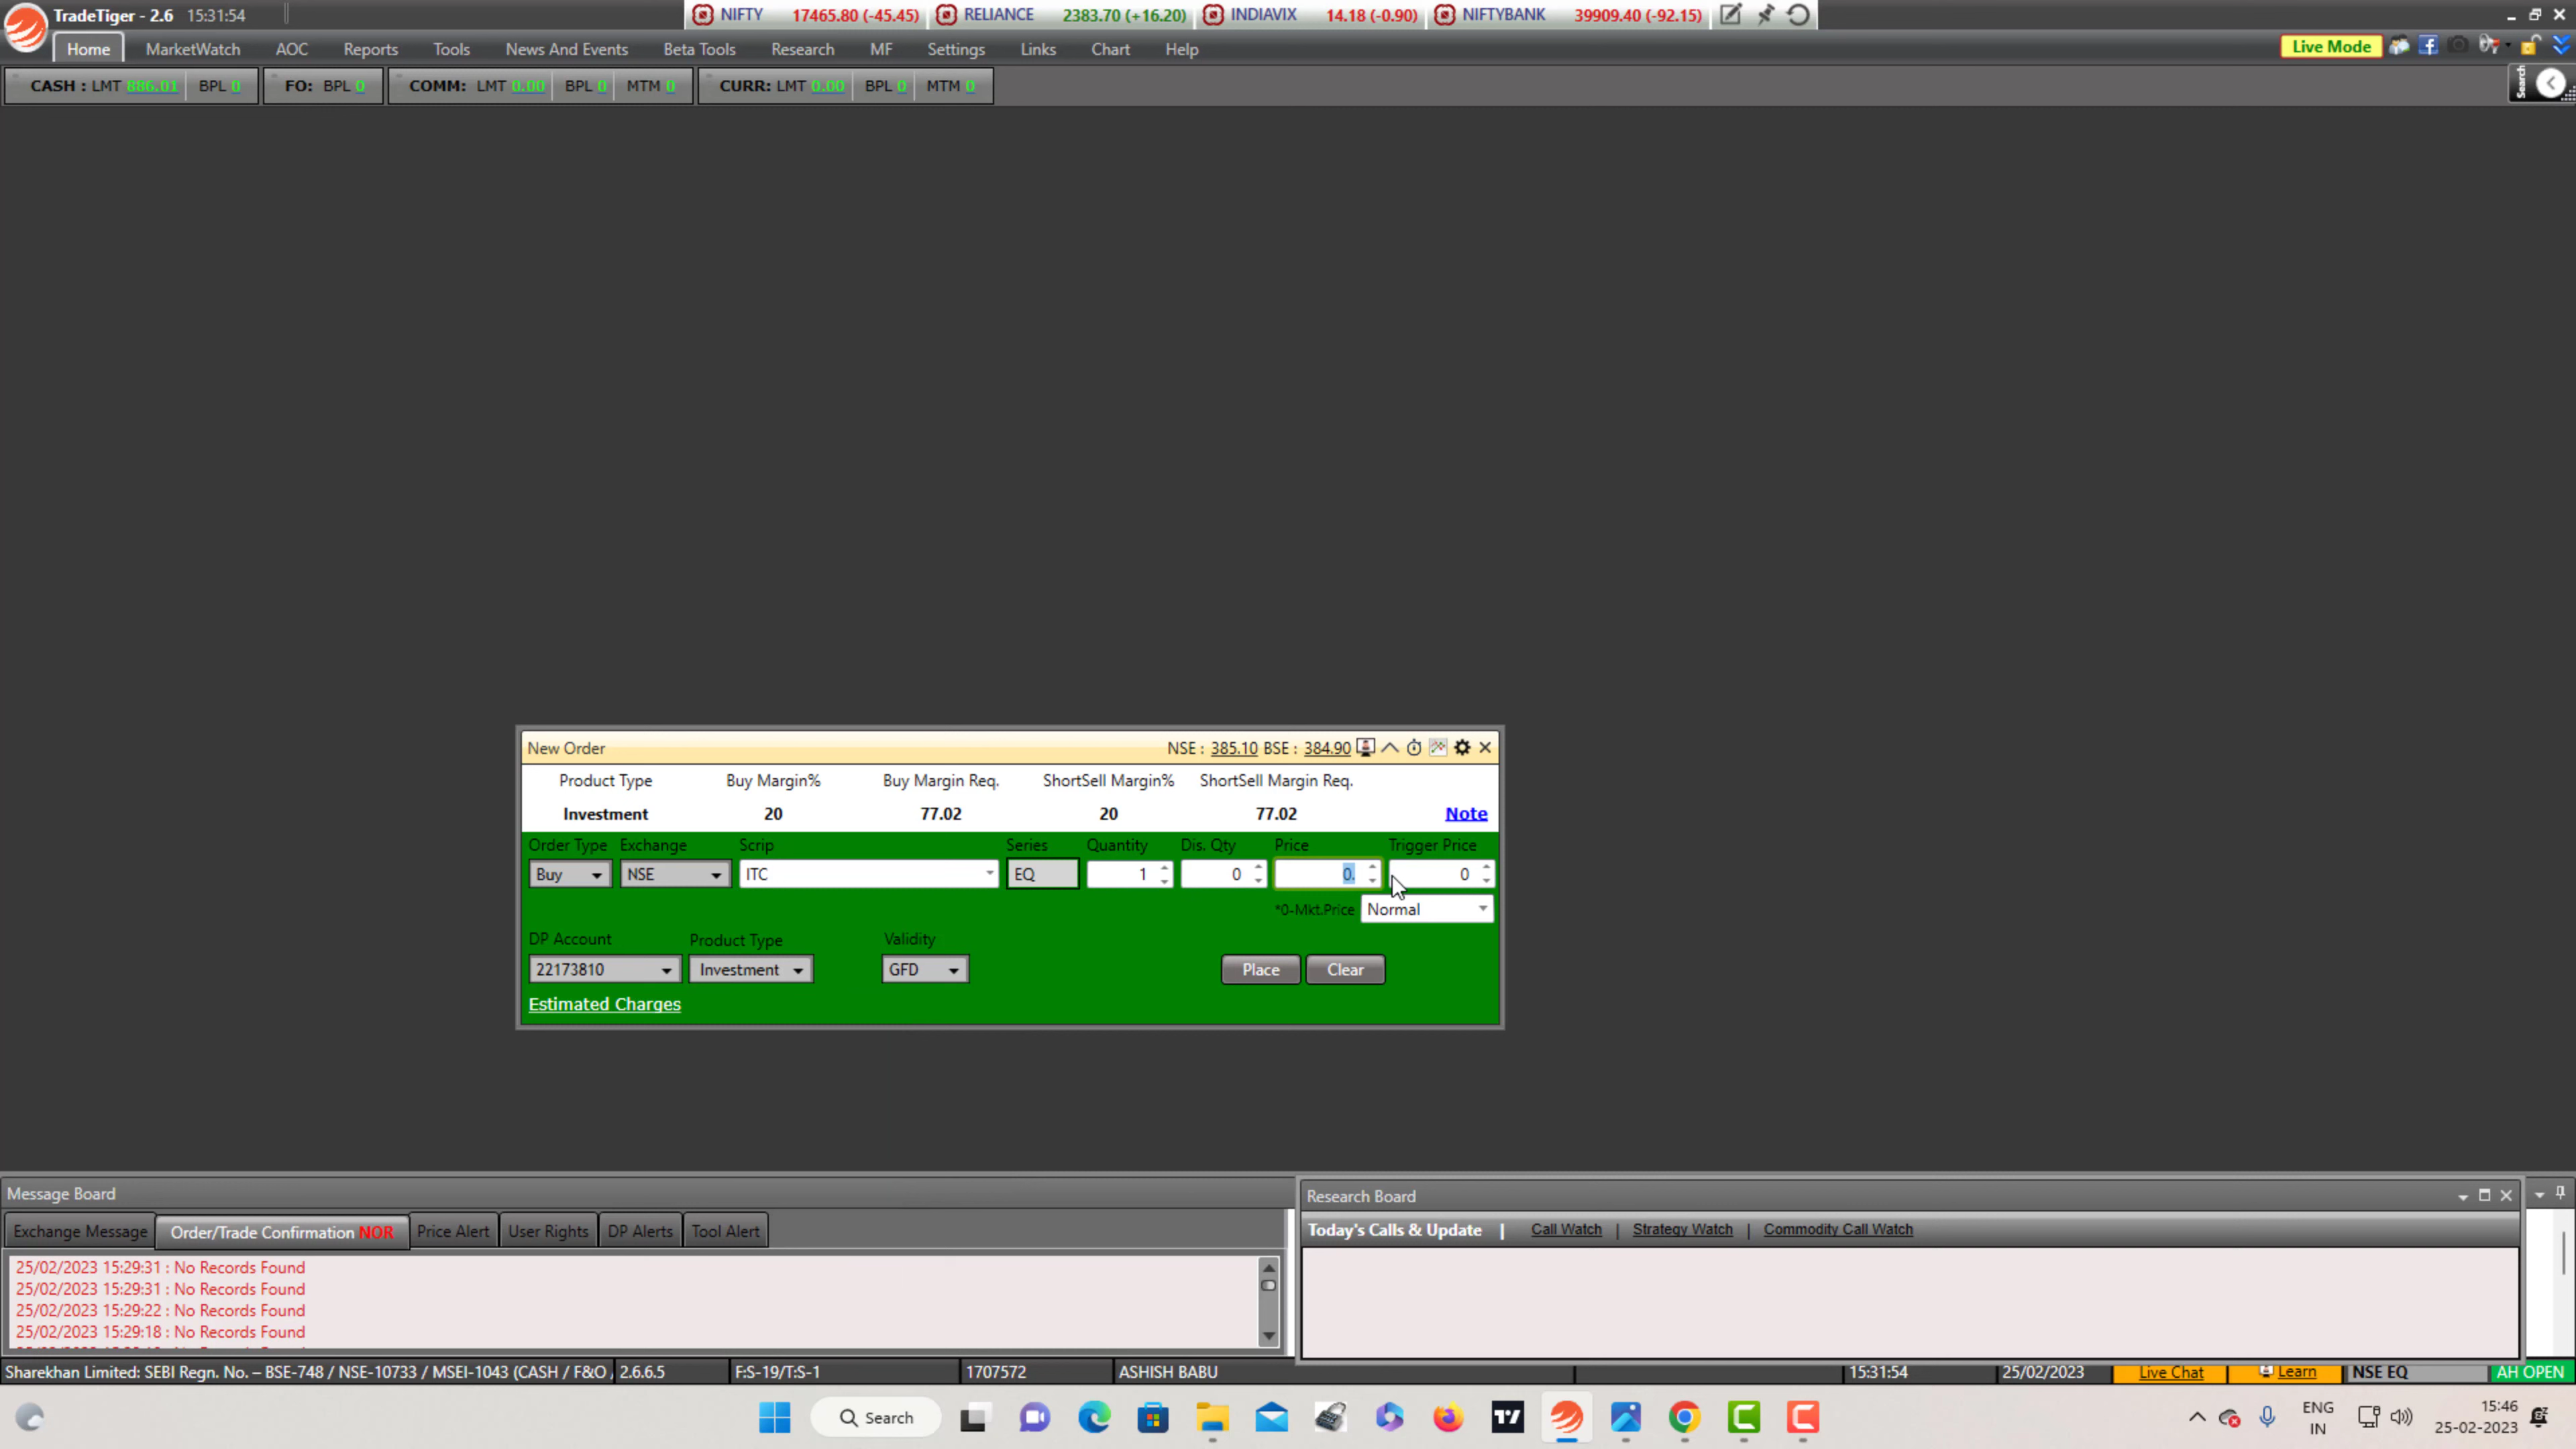 TradeTiger - 2.6 15:31:54
NIFTY 17465.80 (-45.45) RELIANCE 2383.70 (+16.20) INDIAVIX 14.18 (-0.90) NIFTYBANK 39909.40 (-92.15)
Home MarketWatch AOC Reports Tools News And Events Beta Tools Research MF Settings Links Chart Help Live Mode
CASH : LMT 886.01 BPL 0 FO: BPL 0 COMM: LMT 0.00 BPL 0 MTM 0 CURR: LMT 0.00 BPL 0 MTM 0 Search
New Order NSE : 385.10 BSE : 384.90
Product Type Buy Margin% Buy Margin Req. ShortSell Margin% ShortSell Margin Req.
Investment 20 77.02 20 77.02 Note
Order Type Exchange Scrip Series Quantity Dis. Qty Price Trigger Price
Buy NSE ITC EQ 1 0 0. 0
*0-Mkt.Price Normal
DP Account Product Type Validity
22173810 Investment GFD Place Clear
Estimated Charges
Message Board
Exchange Message Order/Trade Confirmation NOR Price Alert User Rights DP Alerts Tool Alert
25/02/2023 15:29:31 : No Records Found
25/02/2023 15:29:31 : No Records Found
25/02/2023 15:29:22 : No Records Found
25/02/2023 15:29:18 : No Records Found
Research Board
Today's Calls & Update | Call Watch | Strategy Watch | Commodity Call Watch
Sharekhan Limited: SEBI Regn. No. – BSE-748 / NSE-10733 / MSEI-1043 (CASH / F&O 2.6.6.5 F:S-19/T:S-1 1707572 ASHISH BABU 15:31:54 25/02/2023 Live Chat Learn NSE EQ AH OPEN
Search
ENG
IN
15:46
25-02-2023